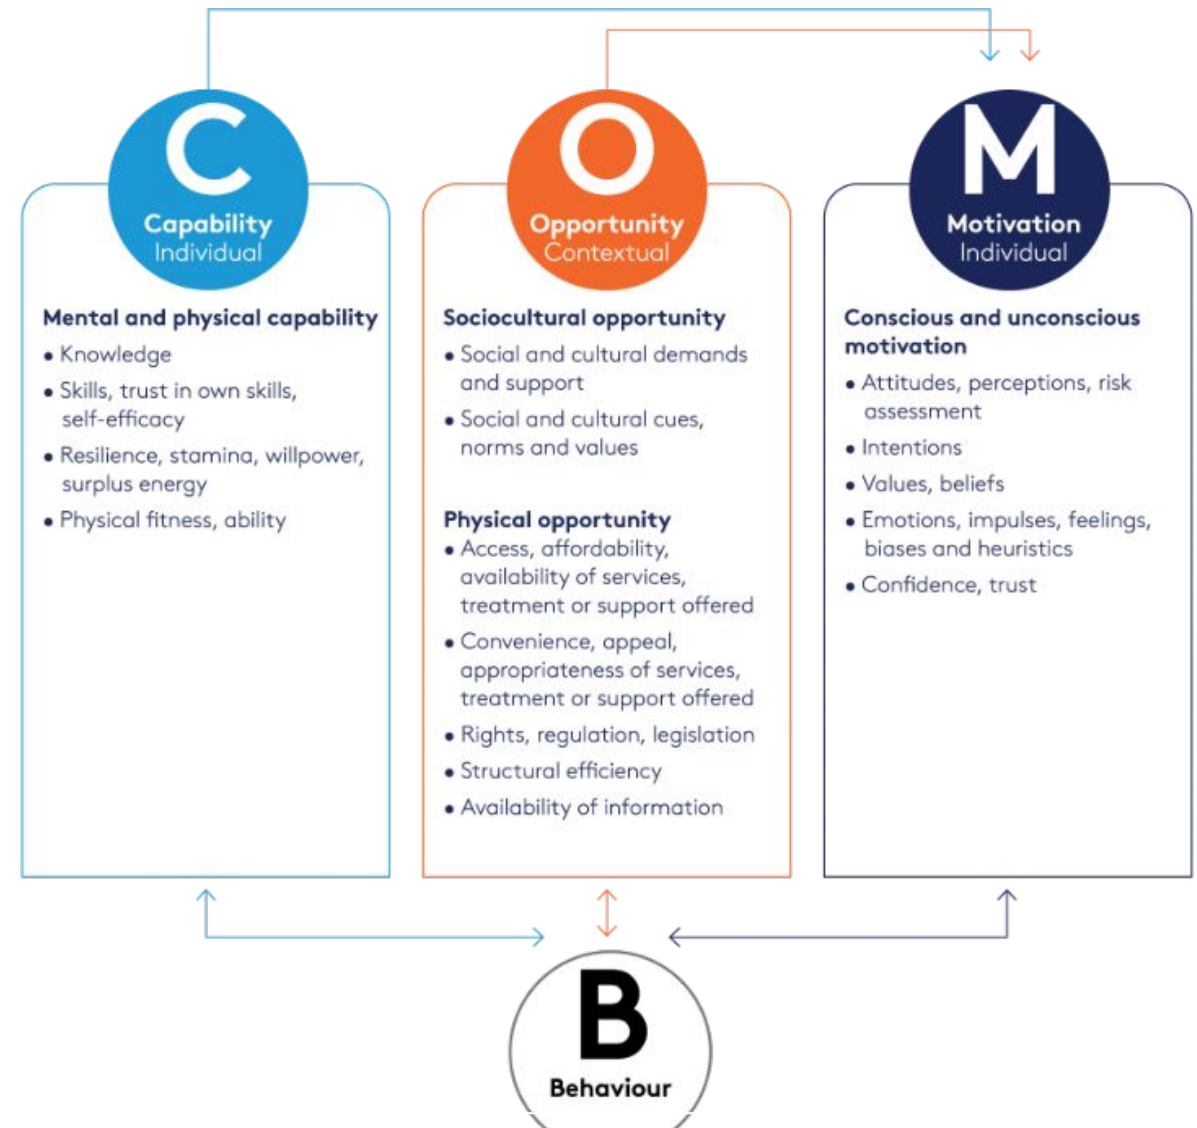 C
Capability
Individual
Mental and physical capability
• Knowledge
• Skills, trust in own skills,
self-efficacy
• Resilience, stamina, willpower,
surplus energy
• Physical fitness, ability
O
Opportunity
Contextual
Sociocultural opportunity
• Social and cultural demands
and support
• Social and cultural cues,
norms and values
Physical opportunity
• Access, affordability,
availability of services,
treatment or support offered
• Convenience, appeal,
appropriateness of services,
treatment or support offered
• Rights, regulation, legislation
• Structural efficiency
• Availability of information
M
Motivation
Individual
Conscious and unconscious
motivation
• Attitudes, perceptions, risk
assessment
• Intentions
• Values, beliefs
• Emotions, impulses, feelings,
biases and heuristics
• Confidence, trust
B
Behaviour